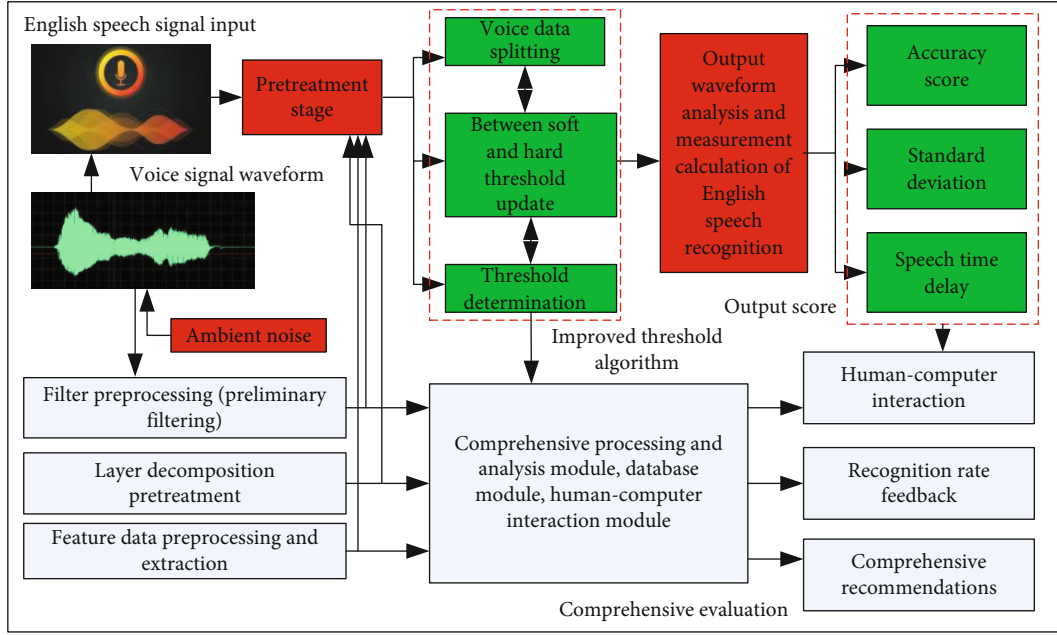 English speech signal input
Pretreatment
stage
Voice signal waveform
Ambient noise
Voice data
splitting
Between soft
and hard
threshold
update
Threshold
determination
Improved threshold
algorithm
Output
waveform
analysis and
measurement
calculation of
English
speech
recognition
Accuracy
score
Standard
deviation
Speech time
delay
Output score
Filter preprocessing (preliminary
filtering)
Layer decomposition
pretreatment
Feature data preprocessing and
extraction
Comprehensive processing and
analysis module, database
module, human-computer
interaction module
Human-computer
interaction
Recognition rate
feedback
Comprehensive
recommendations
Comprehensive evaluation